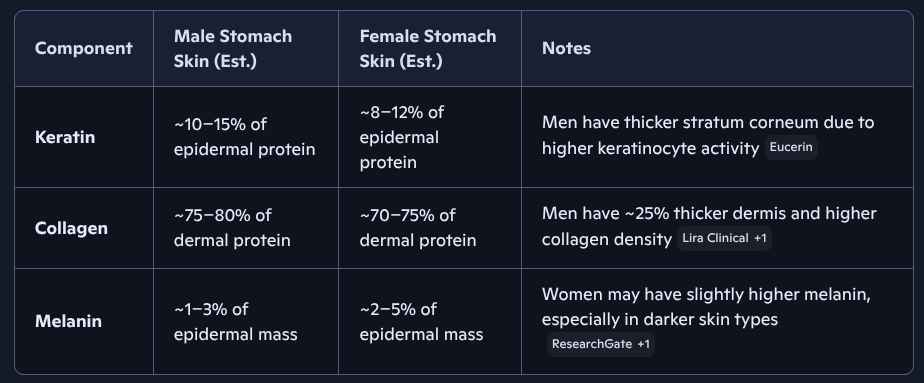 Component
Male Stomach
Skin (Est.)
Female Stomach
Skin (Est.)
Notes
Keratin
~10–15% of
epidermal protein
~8–12% of
epidermal
protein
Men have thicker stratum corneum due to
higher keratinocyte activity Eucerin
Collagen
~75–80% of
dermal protein
~70–75% of
dermal protein
Men have ~25% thicker dermis and higher
collagen density Lira Clinical +1
Melanin
~1–3% of
epidermal mass
~2–5% of
epidermal mass
Women may have slightly higher melanin,
especially in darker skin types
ResearchGate +1